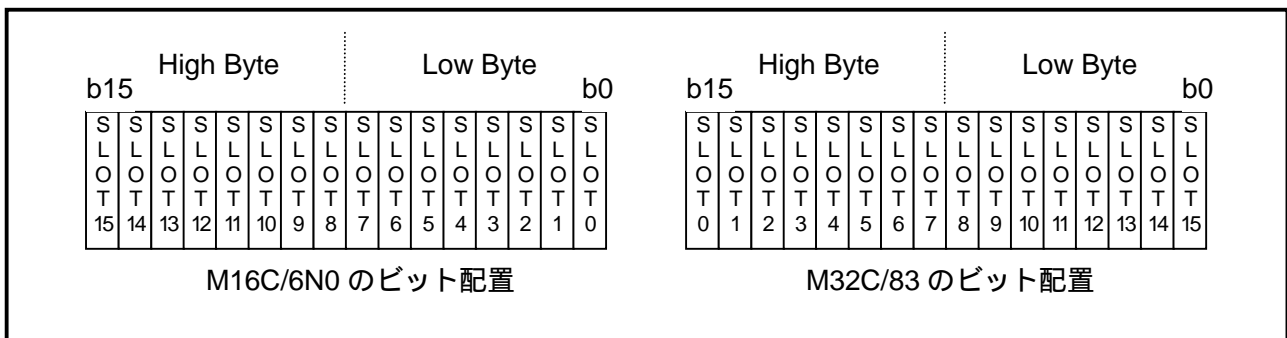 High Byte Low Byte
b15 b0
SLOT15 SLOT14 SLOT13 SLOT12 SLOT11 SLOT10 SLOT9 SLOT8 SLOT7 SLOT6 SLOT5 SLOT4 SLOT3 SLOT2 SLOT1 SLOT0
M16C/6N0 のビット配置
High Byte Low Byte
b15 b0
SLOT0 SLOT1 SLOT2 SLOT3 SLOT4 SLOT5 SLOT6 SLOT7 SLOT8 SLOT9 SLOT10 SLOT11 SLOT12 SLOT13 SLOT14 SLOT15
M32C/83 のビット配置